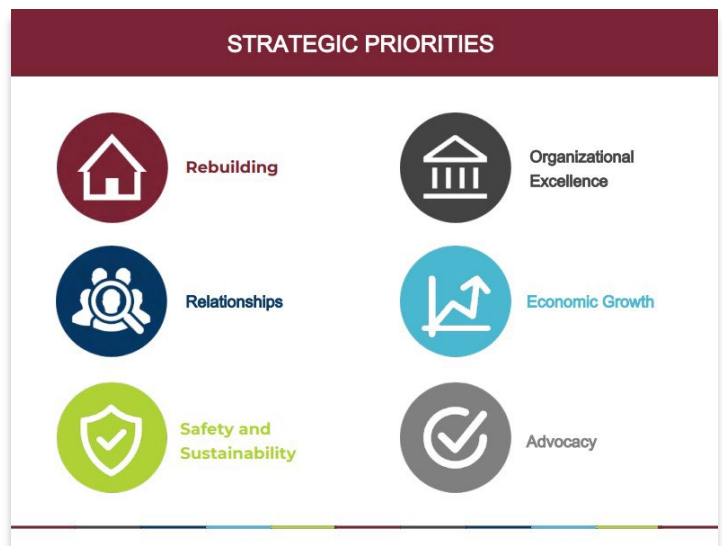 STRATEGIC PRIORITIES
Rebuilding
Organizational
Excellence
Relationships
Economic Growth
Safety and
Sustainability
Advocacy